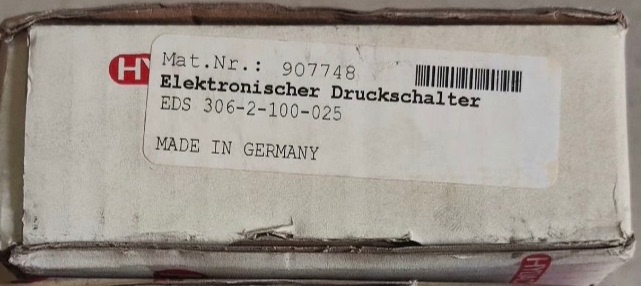 HY
Mat.Nr.: 907748
Elektronischer Druckschalter
EDS 306-2-100-025
MADE IN GERMANY